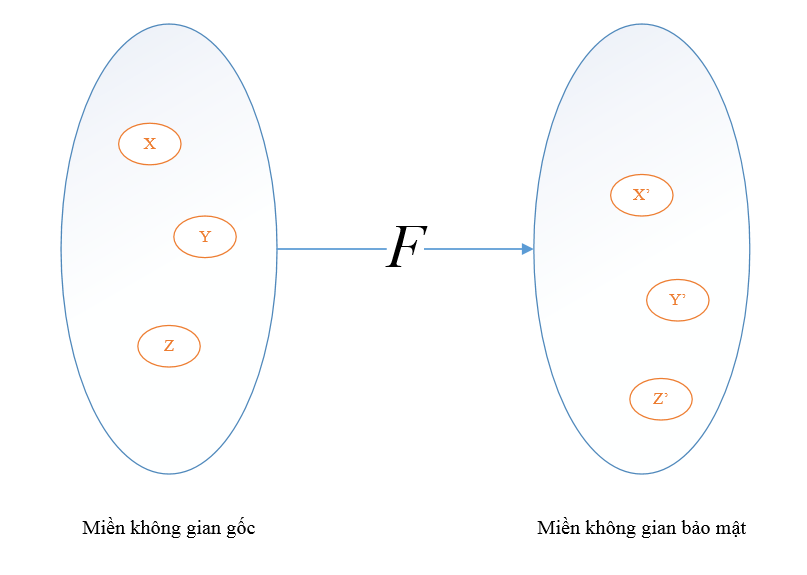 X
Y
Z
F
X’
Y’
Z’
Miền không gian gốc
Miền không gian bảo mật